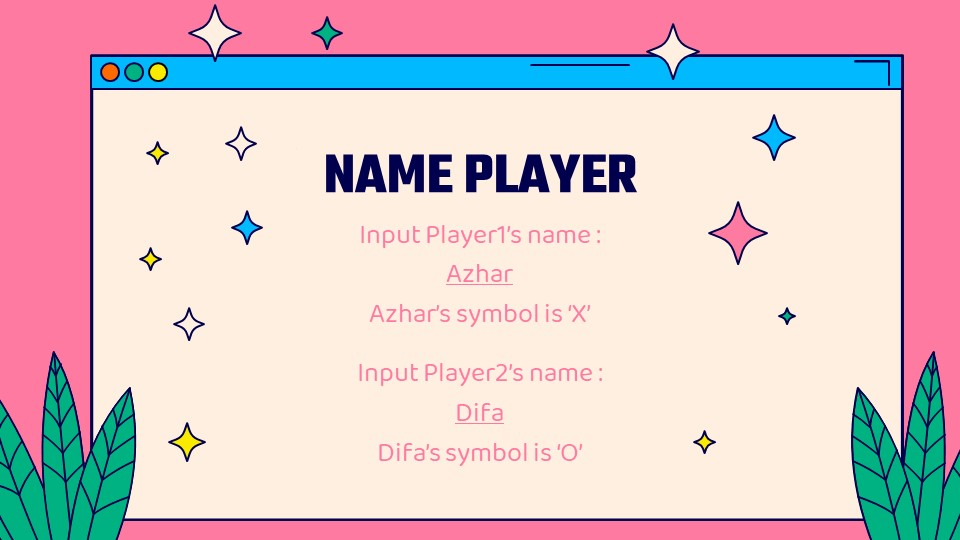 NAME PLAYER
Input Player1’s name :
Azhar
Azhar’s symbol is ‘X’
Input Player2’s name :
Difa
Difa’s symbol is ‘O’